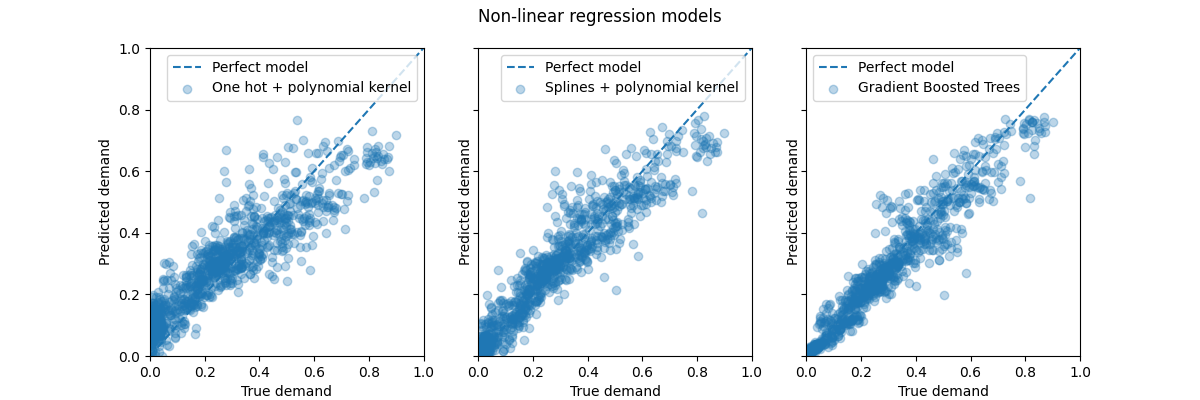 Non-linear regression models
1.0
0.8
0.6
0.4
0.2
0.0
Predicted demand
Perfect model
One hot + polynomial kernel
0.0 0.2 0.4 0.6 0.8 1.0
True demand
Predicted demand
Perfect model
Splines + polynomial kernel
0.0 0.2 0.4 0.6 0.8 1.0
True demand
Predicted demand
Perfect model
Gradient Boosted Trees
0.0 0.2 0.4 0.6 0.8 1.0
True demand